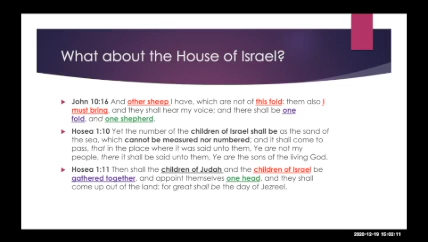 What about the House of Israel?
John 10:16 And other sheep I have, which are not of this fold: them also I
must bring, and they shall hear my voice; and there shall be one
fold, and one shepherd.
Hosea 1:10 Yet the number of the children of Israel shall be as the sand of
the sea, which cannot be measured nor numbered; and it shall come to
pass, that in the place where it was said unto them, Ye are not my
people, there it shall be said unto them, Ye are the sons of the living God.
Hosea 1:11 Then shall the children of Judah and the children of Israel be
gathered together, and appoint themselves one head, and they shall
come up out of the land: for great shall be the day of Jezreel.
2020-12-19 15:02:11